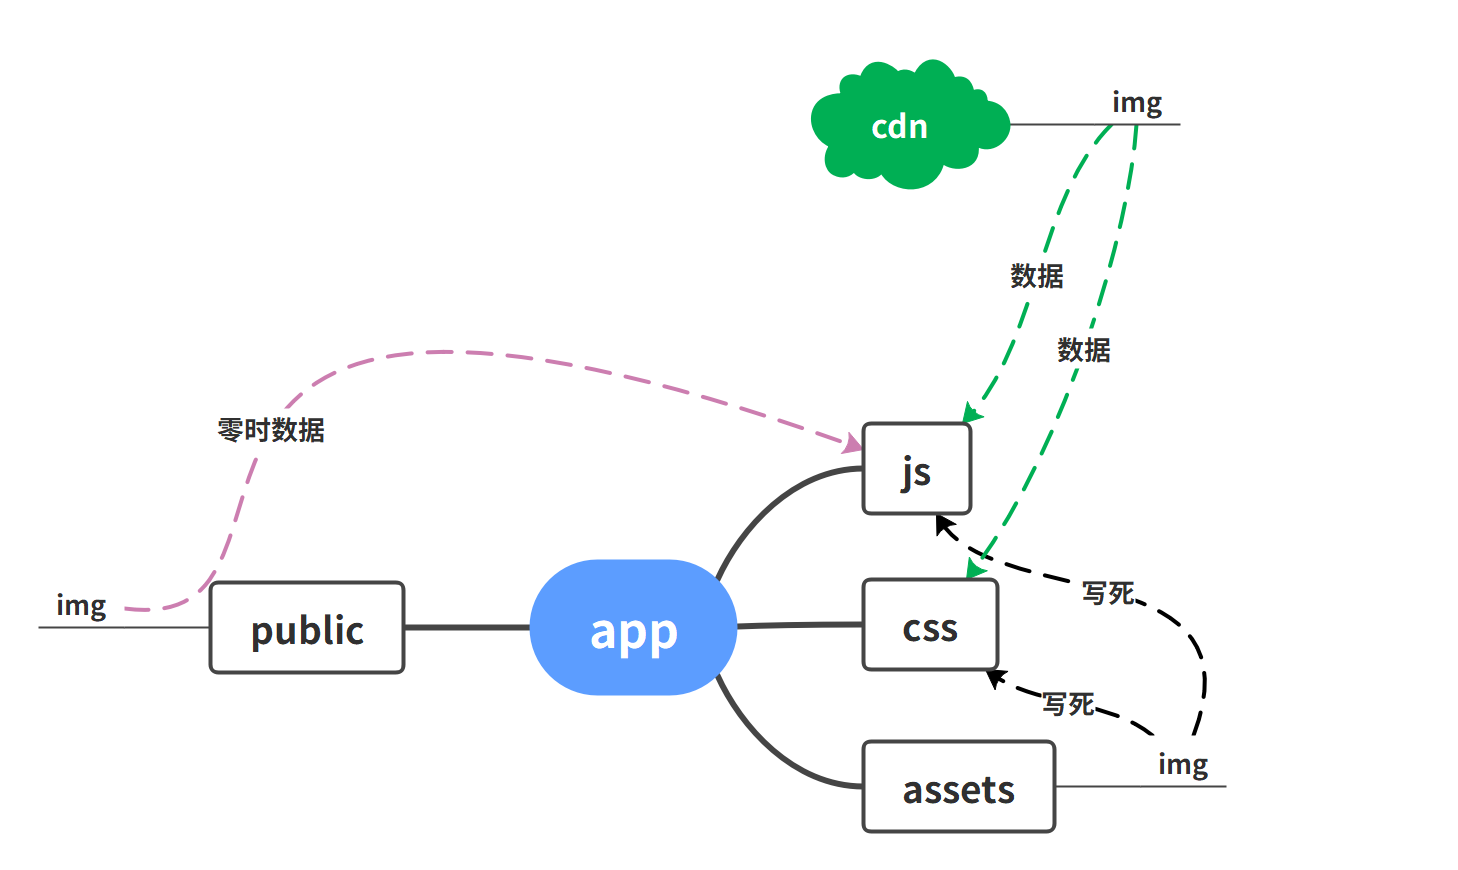 img
cdn
数据
数据
零时数据
js
img
public
app
css
写死
写死
img
assets